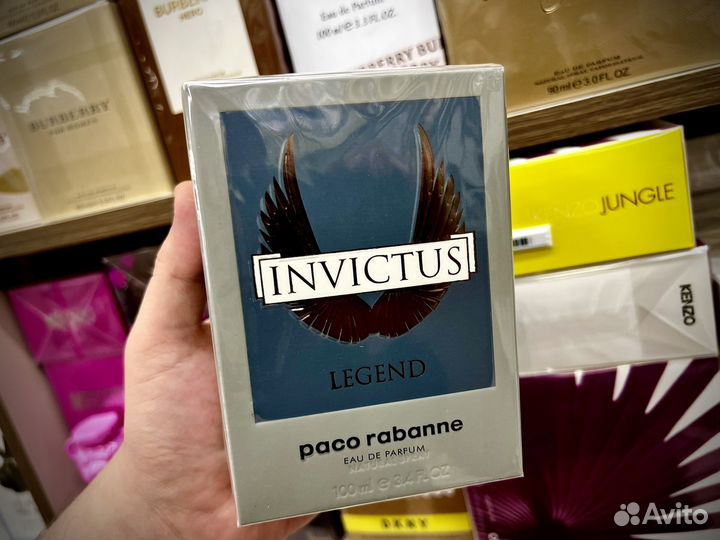 BURBERRY
HERO
Eau de Parfum
100 ml e 3.3 FL.OZ.
EAU DE PARFUM
90 ml e 3.0 FL. OZ.
BURBERRY
INVICTUS
LEGEND
paco rabanne
EAU DE PARFUM
NATURAL SPRAY
100 ml e 3.4 FL.OZ
KENZO JUNGLE
KENZO
DKNY
Avito